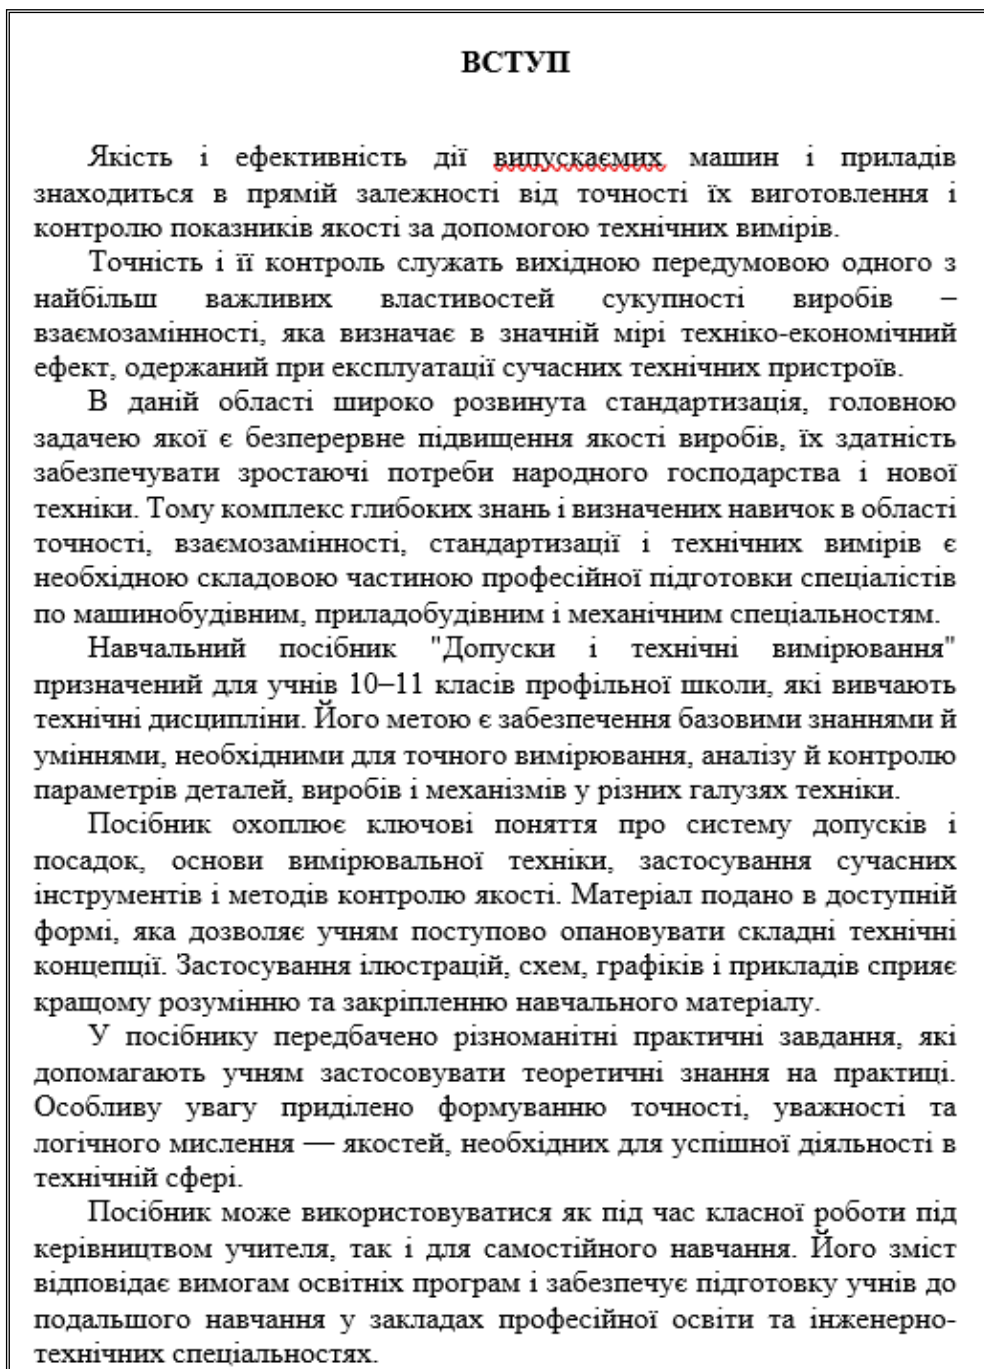 ВСТУП
Якість і ефективність дії випускаємих машин і приладів
знаходиться в прямій залежності від точності їх виготовлення і
контролю показників якості за допомогою технічних вимірів.
Точність і її контроль служать вихідною передумовою одного з
найбільш важливих властивостей сукупності виробів –
взаємозамінності, яка визначає в значній мірі техніко-економічний
ефект, одержаний при експлуатації сучасних технічних пристроїв.
В даній області широко розвинута стандартизація, головною
задачею якої є безперервне підвищення якості виробів, їх здатність
забезпечувати зростаючі потреби народного господарства і нової
техніки. Тому комплекс глибоких знань і визначених навичок в області
точності, взаємозамінності, стандартизації і технічних вимірів є
необхідною складовою частиною професійної підготовки спеціалістів
по машинобудівним, приладобудівним і механічним спеціальностям.
Навчальний посібник "Допуски і технічні вимірювання"
призначений для учнів 10–11 класів профільної школи, які вивчають
технічні дисципліни. Його метою є забезпечення базовими знаннями й
уміннями, необхідними для точного вимірювання, аналізу й контролю
параметрів деталей, виробів і механізмів у різних галузях техніки.
Посібник охоплює ключові поняття про систему допусків і
посадок, основи вимірювальної техніки, застосування сучасних
інструментів і методів контролю якості. Матеріал подано в доступній
формі, яка дозволяє учням поступово опановувати складні технічні
концепції. Застосування ілюстрацій, схем, графіків і прикладів сприяє
кращому розумінню та закріпленню навчального матеріалу.
У посібнику передбачено різноманітні практичні завдання, які
допомагають учням застосовувати теоретичні знання на практиці.
Особливу увагу приділено формуванню точності, уважності та
логічного мислення — якостей, необхідних для успішної діяльності в
технічній сфері.
Посібник може використовуватися як під час класної роботи під
керівництвом учителя, так і для самостійного навчання. Його зміст
відповідає вимогам освітніх програм і забезпечує підготовку учнів до
подальшого навчання у закладах професійної освіти та інженерно-
технічних спеціальностях.